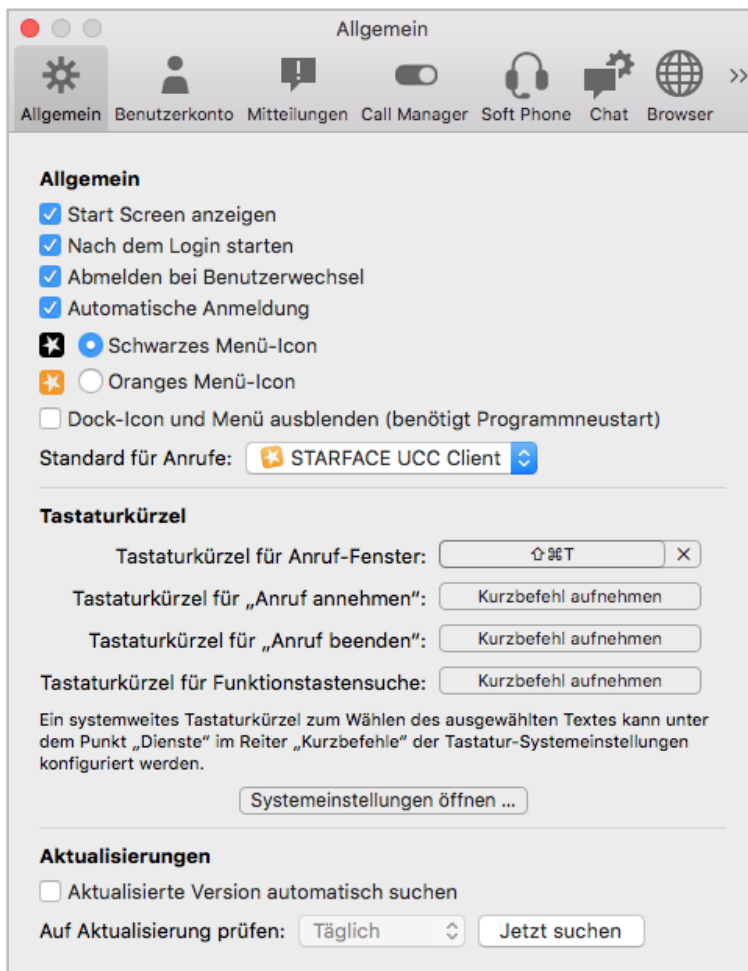 Allgemein
Allgemein Benutzerkonto Mitteilungen Call Manager Soft Phone Chat Browser
Allgemein
Start Screen anzeigen
Nach dem Login starten
Abmelden bei Benutzerwechsel
Automatische Anmeldung
Schwarzes Menü-Icon
Oranges Menü-Icon
Dock-Icon und Menü ausblenden (benötigt Programmneustart)
Standard für Anrufe: STARFACE UCC Client
Tastaturkürzel
Tastaturkürzel für Anruf-Fenster: ⇧⌘T
Tastaturkürzel für „Anruf annehmen“: Kurzbefehl aufnehmen
Tastaturkürzel für „Anruf beenden“: Kurzbefehl aufnehmen
Tastaturkürzel für Funktionstastensuche: Kurzbefehl aufnehmen
Ein systemweites Tastaturkürzel zum Wählen des ausgewählten Textes kann unter
dem Punkt „Dienste“ im Reiter „Kurzbefehle“ der Tastatur-Systemeinstellungen
konfiguriert werden.
Systemeinstellungen öffnen ...
Aktualisierungen
Aktualisierte Version automatisch suchen
Auf Aktualisierung prüfen: Täglich Jetzt suchen